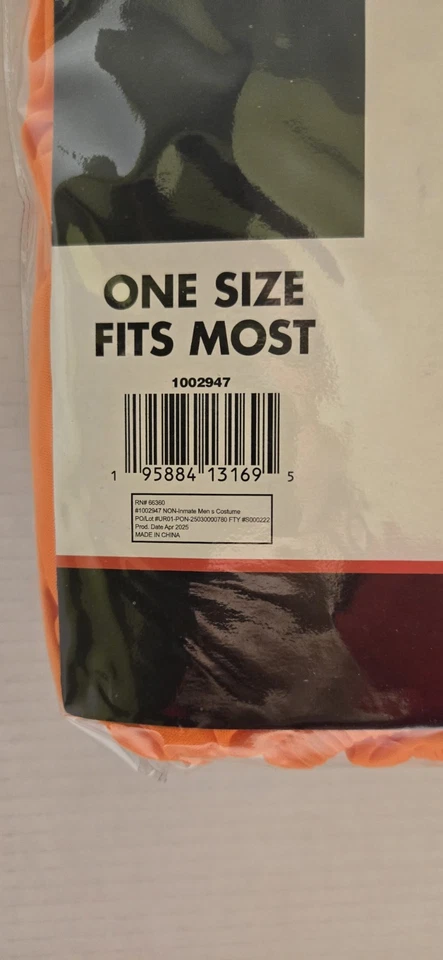 ONE SIZE
FITS MOST
1002947
1 95884 13169 5
RN# 66360
#1002947 NON-Inmate Men s Costume
PO/Lot #UR01-PON-25030000780 FTY #S000222
Prod. Date Apr 2025
MADE IN CHINA